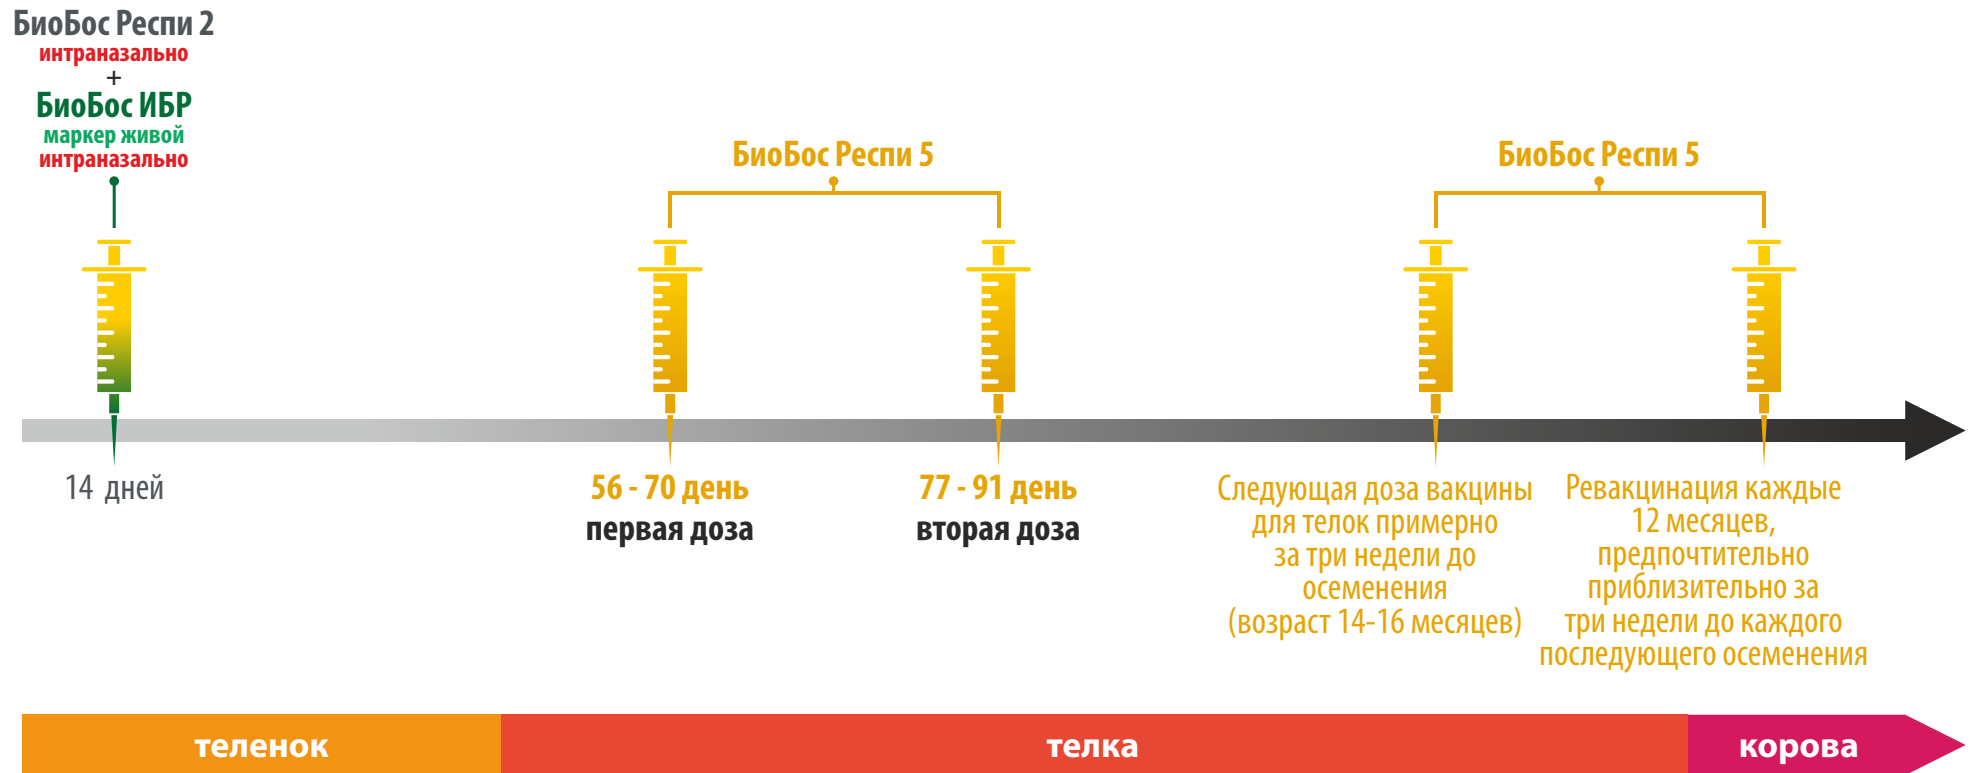 БиоБос Респи 2
интраназально
+
БиоБос ИБР
маркер живой
интраназально
БиоБос Респи 5
БиоБос Респи 5
14 дней
56 - 70 день
первая доза
77 - 91 день
вторая доза
Следующая доза вакцины
для телок примерно
за три недели до
осеменения
(возраст 14-16 месяцев)
Ревакцинация каждые
12 месяцев,
предпочтительно
приблизительно за
три недели до каждого
последующего осеменения
теленок
телка
корова